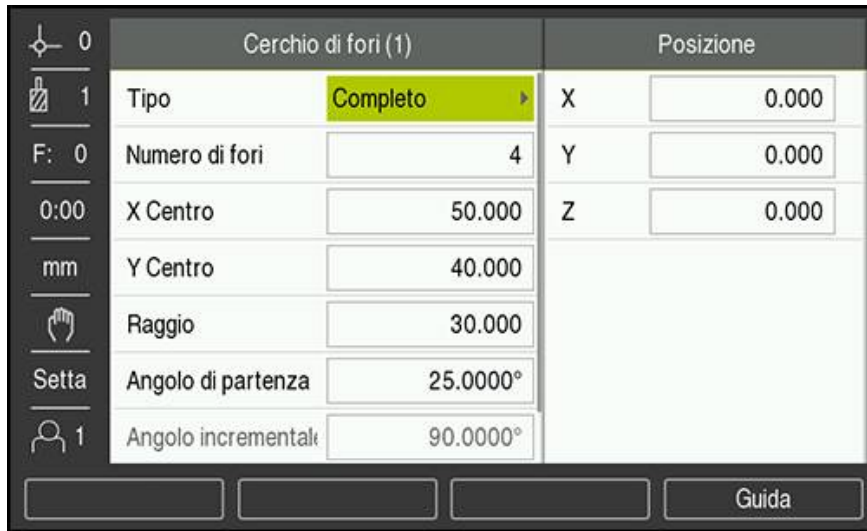 0
Cerchio di fori (1)
Posizione
1
Tipo
Completo
X
0.000
F: 0
Numero di fori
4
Y
0.000
0:00
X Centro
50.000
Z
0.000
mm
Y Centro
40.000
Raggio
30.000
Setta
Angolo di partenza
25.0000°
1
Angolo incrementale
90.0000°
Guida